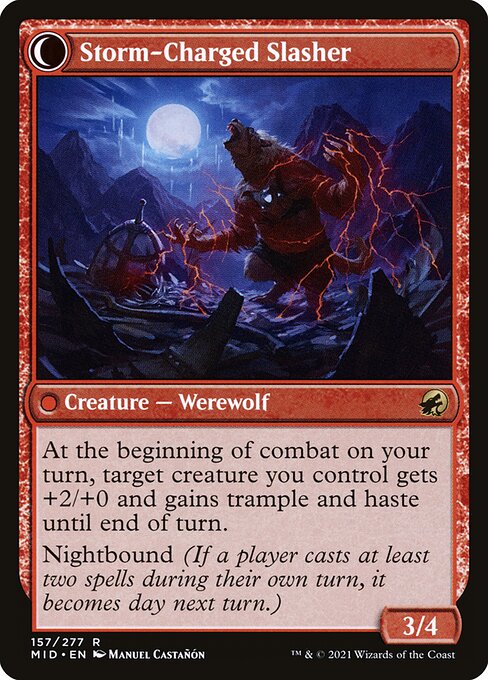 Storm-Charged Slasher
Creature — Werewolf
At the beginning of combat on your
turn, target creature you control gets
+2/+0 and gains trample and haste
until end of turn.
Nightbound (If a player casts at least
two spells during their own turn, it
becomes day next turn.)
3/4
157/277 R
MID • EN Manuel Castañón
™ & © 2021 Wizards of the Coast